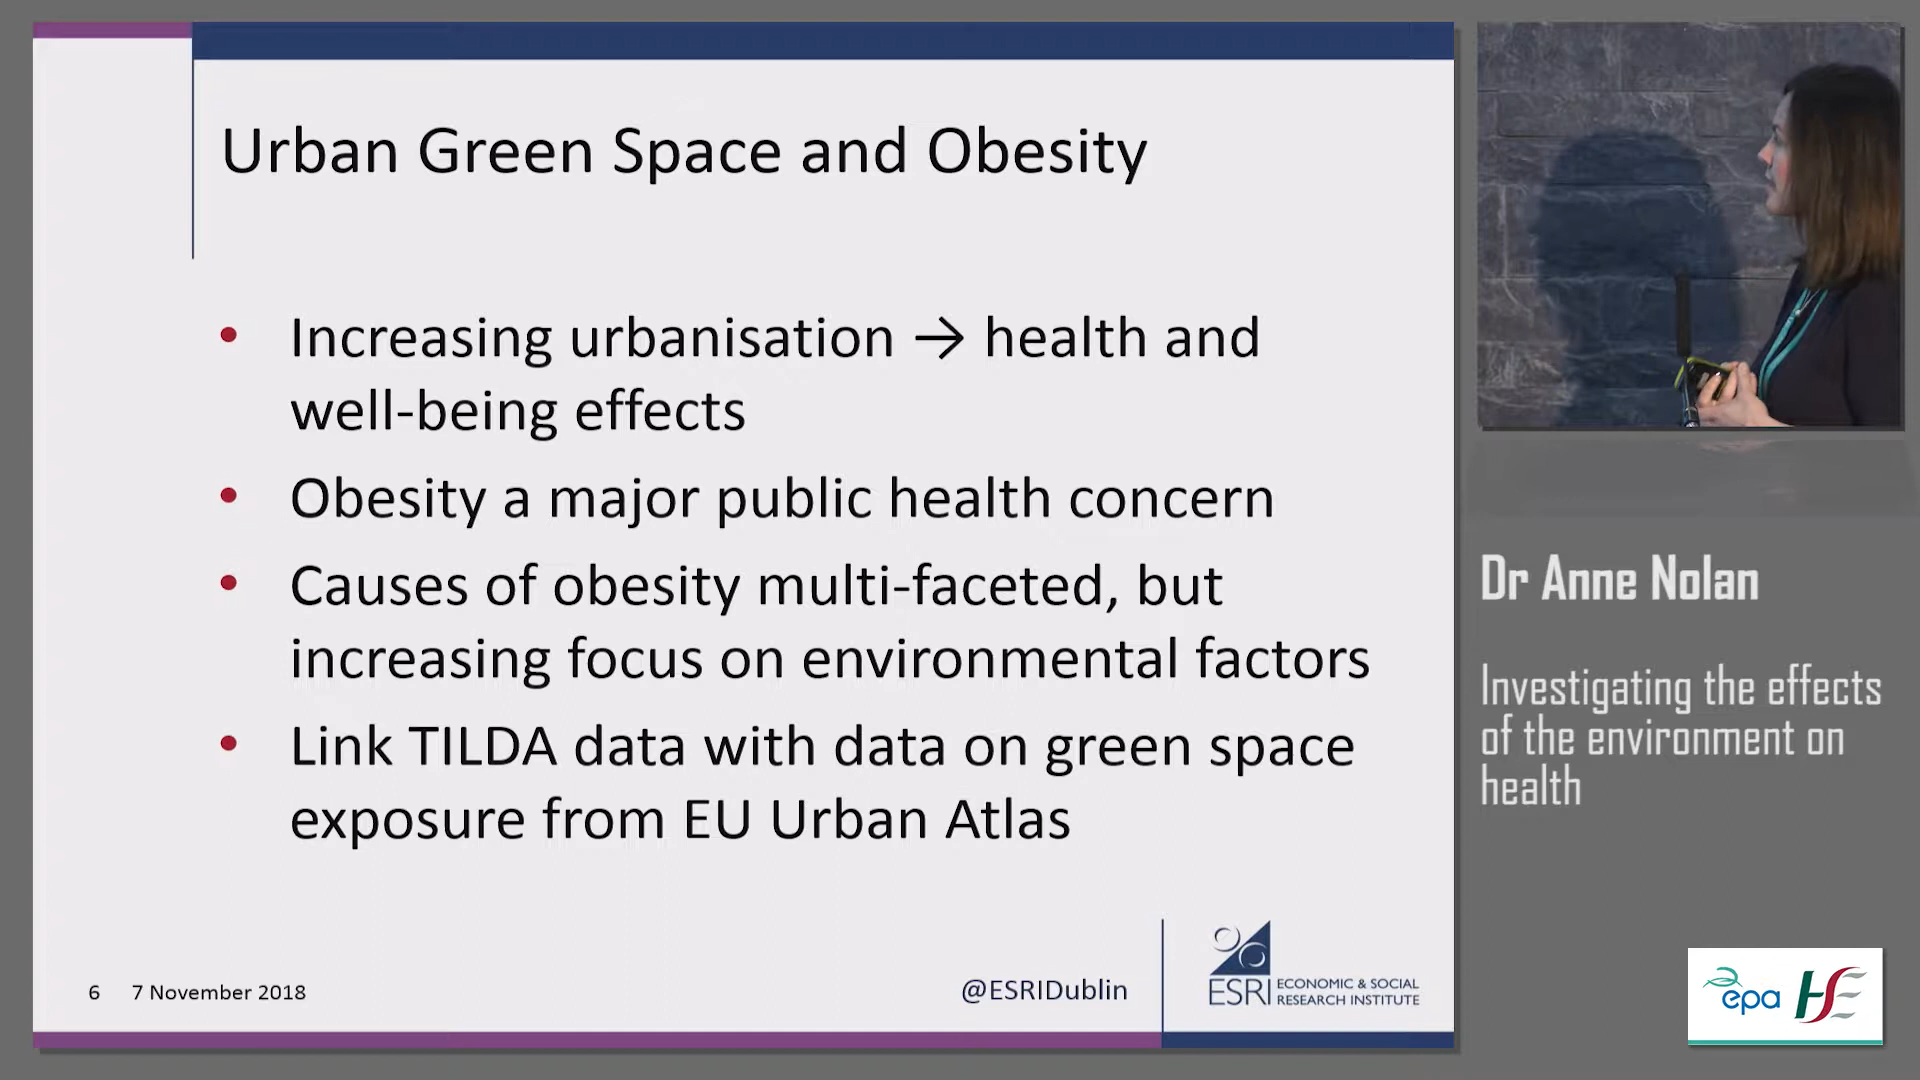 Urban Green Space and Obesity
• Increasing urbanisation → health and
well-being effects
• Obesity a major public health concern
• Causes of obesity multi-faceted, but
increasing focus on environmental factors
• Link TILDA data with data on green space
exposure from EU Urban Atlas
6 7 November 2018
@ESRIDublin
ESRI
ECONOMIC & SOCIAL
RESEARCH INSTITUTE
Dr Anne Nolan
Investigating the effects
of the environment on
health
epa
HSE